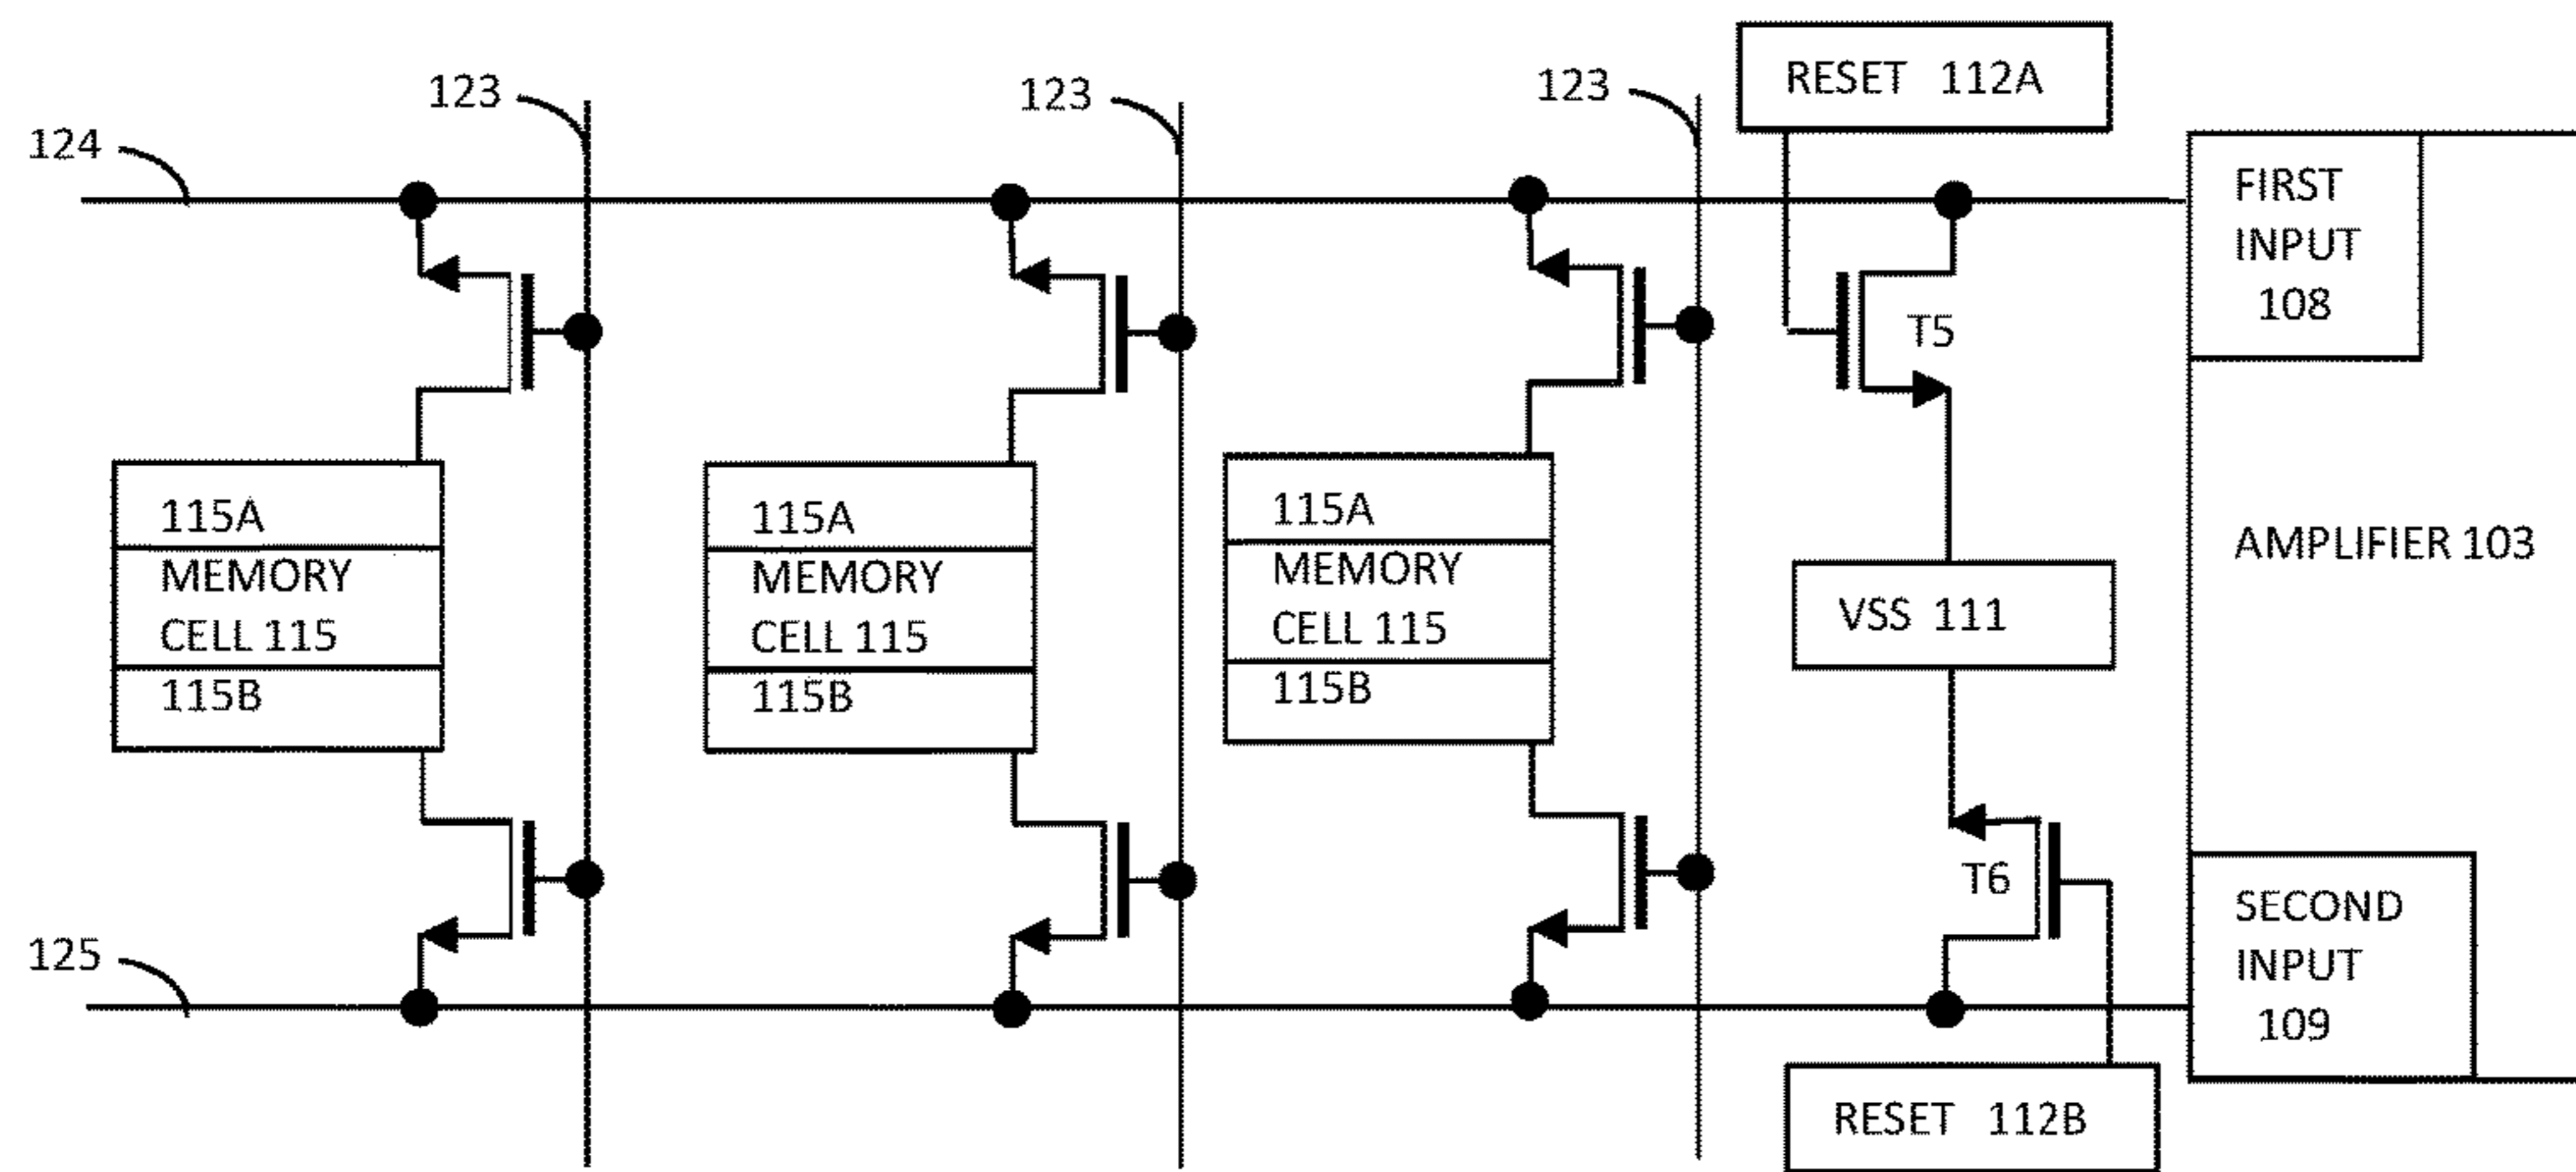 123
123
123
RESET 112A
124
FIRST
INPUT
108
T5
115A
MEMORY
CELL 115
115B
115A
MEMORY
CELL 115
115B
115A
MEMORY
CELL 115
115B
VSS 111
AMPLIFIER 103
T6
SECOND
INPUT
109
125
RESET 112B